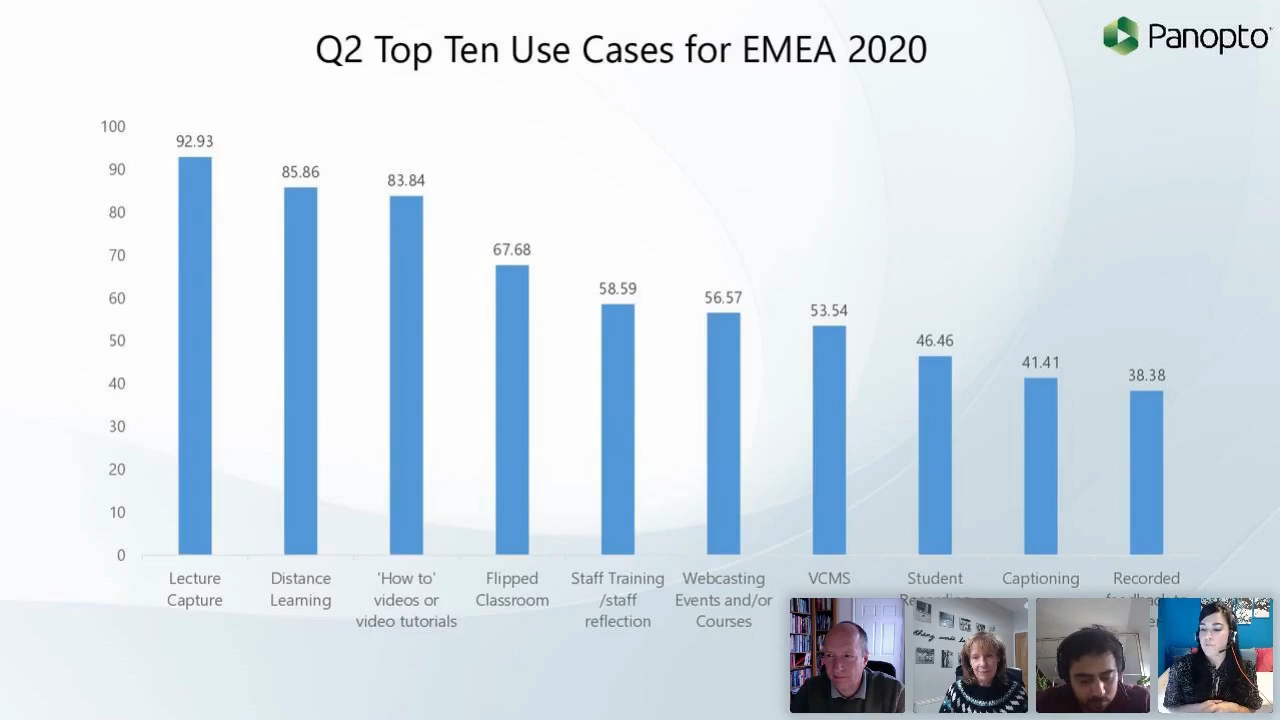 Q2 Top Ten Use Cases for EMEA 2020
Panopto
100
90
80
70
60
50
40
30
20
10
0
92.93
85.86
83.84
67.68
58.59
56.57
53.54
46.46
41.41
38.38
Lecture
Capture
Distance
Learning
'How to'
videos or
video tutorials
Flipped
Classroom
Staff Training
/staff
reflection
Webcasting
Events and/or
Courses
VCMS
Student
Captioning
Recorded